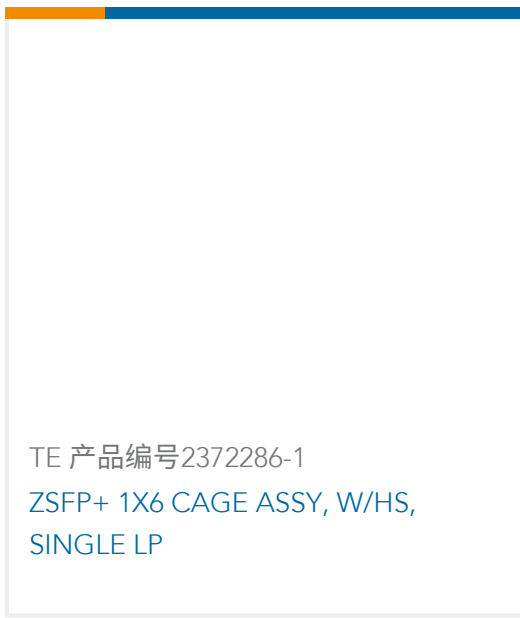 TE 产品编号2372286-1
ZSFP+ 1X6 CAGE ASSY, W/HS,
SINGLE LP